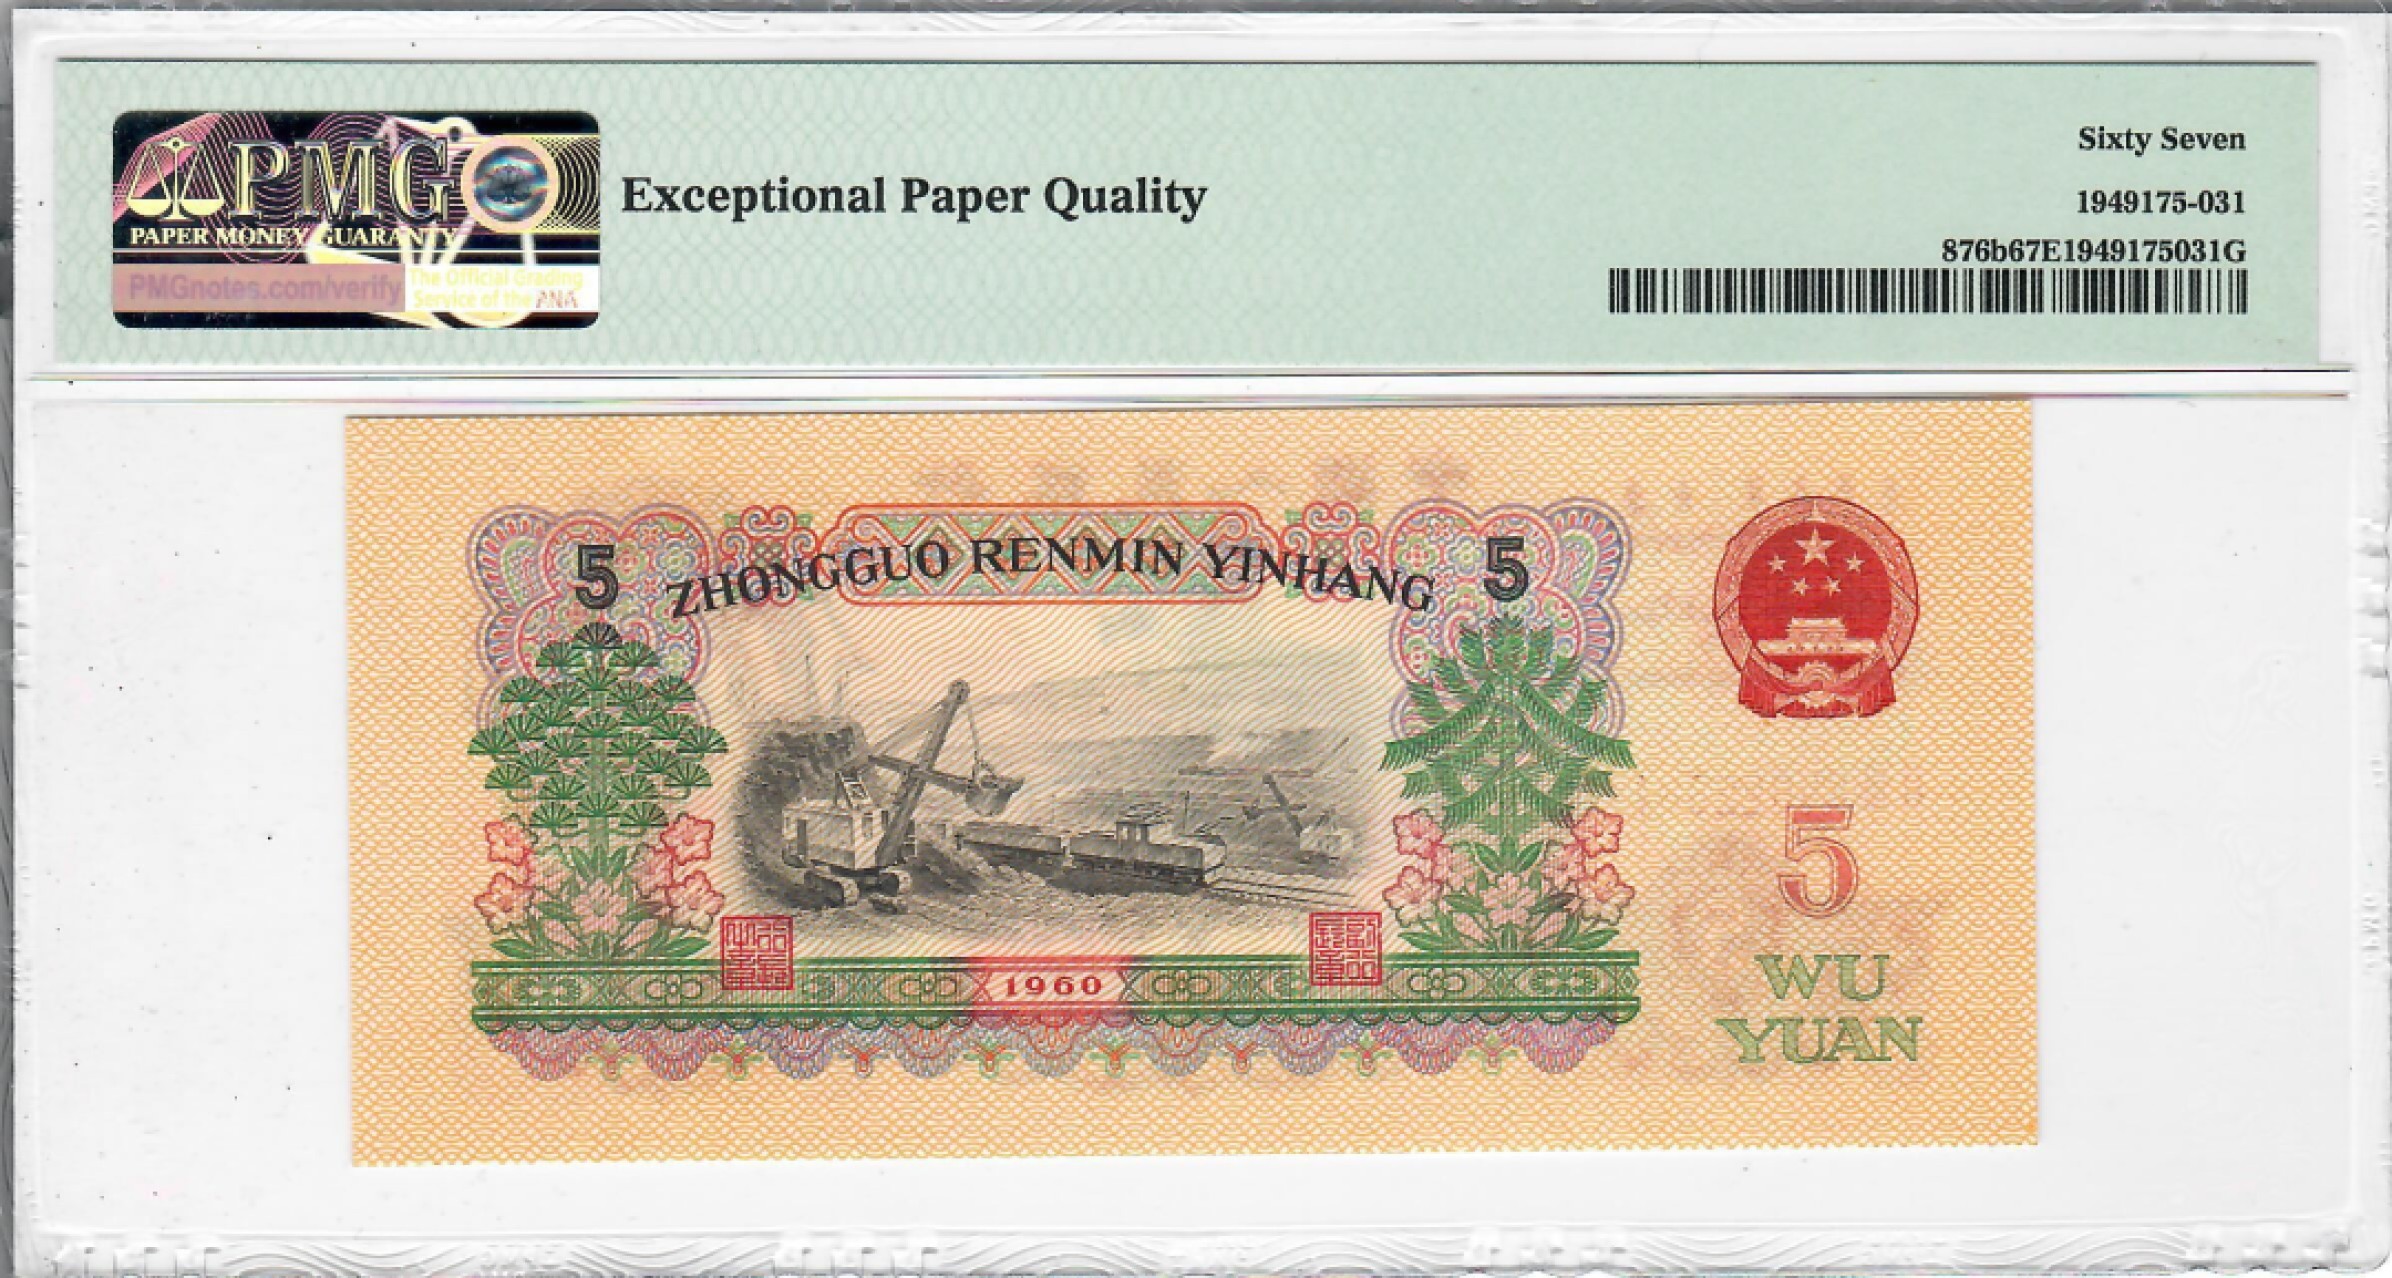 PMG
PAPER MONEY GUARANTY
PMGnotes.com/verify
The Official Grading
Service of the ANA
Exceptional Paper Quality
Sixty Seven
1949175-031
876b67E1949175031G
5 ZHONGGUO RENMIN YINHANG 5
1960
5
WU
YUAN